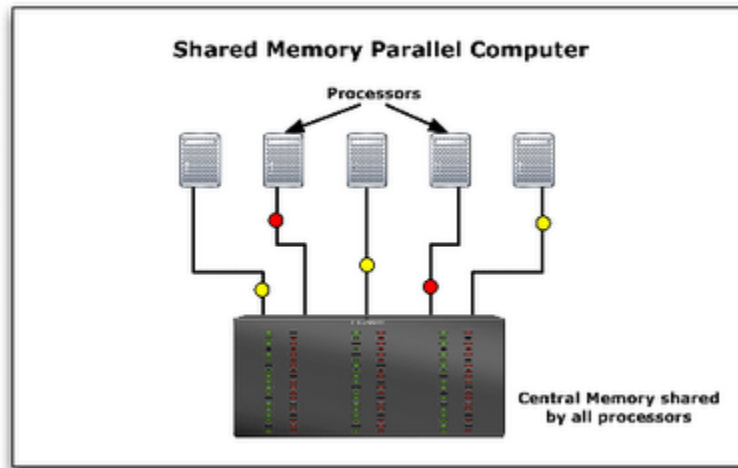 Shared Memory Parallel Computer
Processors
Central Memory shared
by all processors